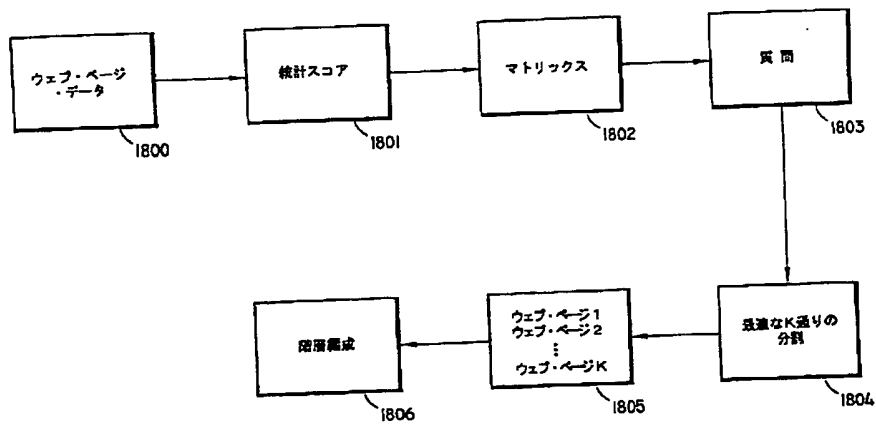 ウェブ・ページ
・データ
1800
統計スコア
1801
マトリックス
1802
質問
1803
最適なK通りの
分割
1804
ウェブ・ページ1
ウェブ・ページ2
⋮
ウェブ・ページK
1805
階層編成
1806